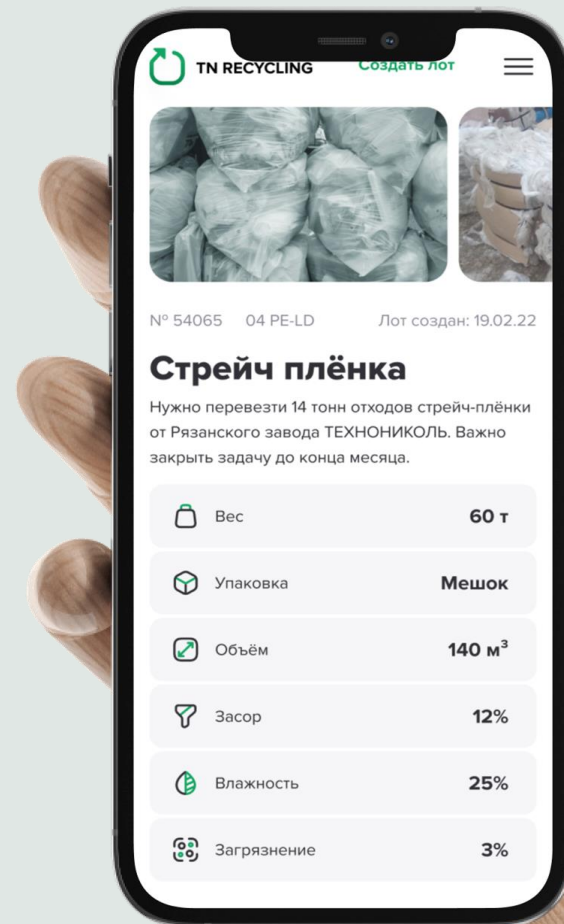 TN RECYCLING
Создать лот
№ 54065 04 PE-LD Лот создан: 19.02.22
Стрейч плёнка
Нужно перевезти 14 тонн отходов стрейч-плёнки
от Рязанского завода ТЕХНОНИКОЛЬ. Важно
закрыть задачу до конца месяца.
Вес 60 т
Упаковка Мешок
Объём 140 м³
Засор 12%
Влажность 25%
Загрязнение 3%